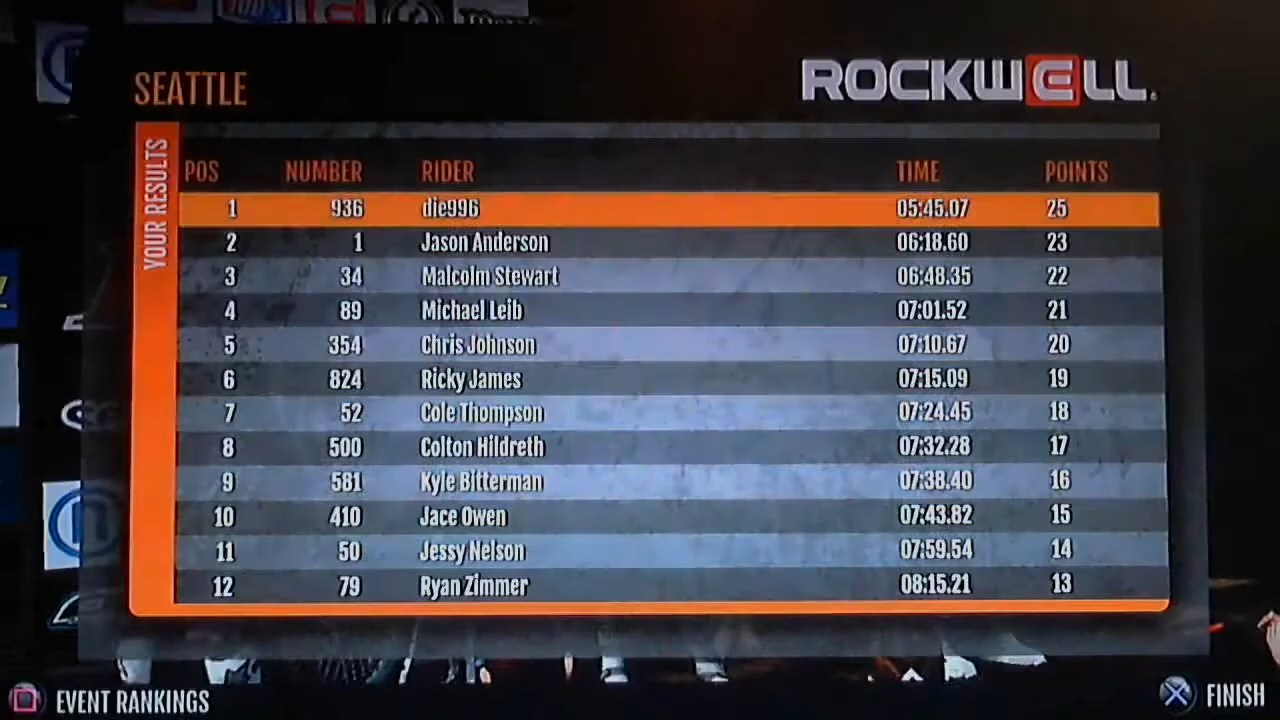 SEATTLE
ROCKWELL
YOUR RESULTS
POS NUMBER RIDER TIME POINTS
1 936 die996 05:45.07 25
2 1 Jason Anderson 06:18.60 23
3 34 Malcolm Stewart 06:48.35 22
4 89 Michael Leib 07:01.52 21
5 354 Chris Johnson 07:10.67 20
6 824 Ricky James 07:15.09 19
7 52 Cole Thompson 07:24.45 18
8 500 Colton Hildreth 07:32.28 17
9 581 Kyle Bitterman 07:38.40 16
10 410 Jace Owen 07:43.82 15
11 50 Jessy Nelson 07:59.54 14
12 79 Ryan Zimmer 08:15.21 13
EVENT RANKINGS
FINISH